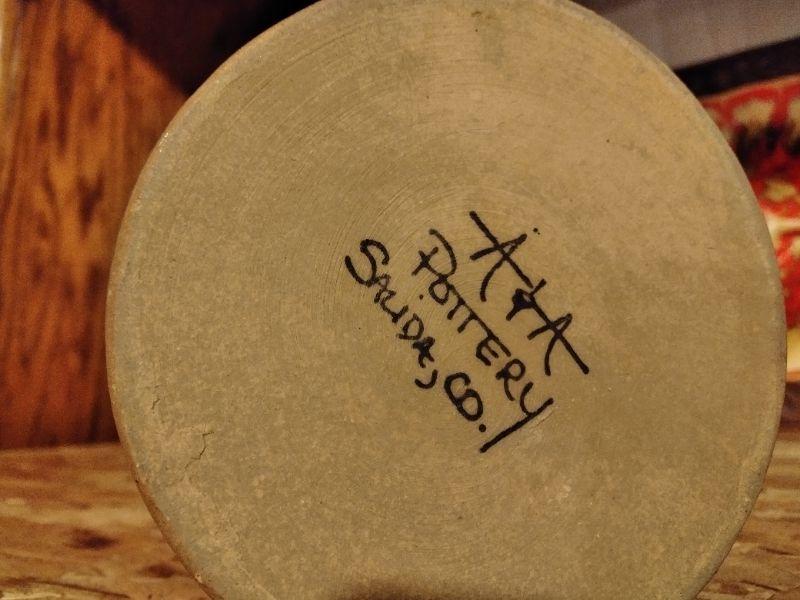 A & A
POTTERY
SALIDA, CO.